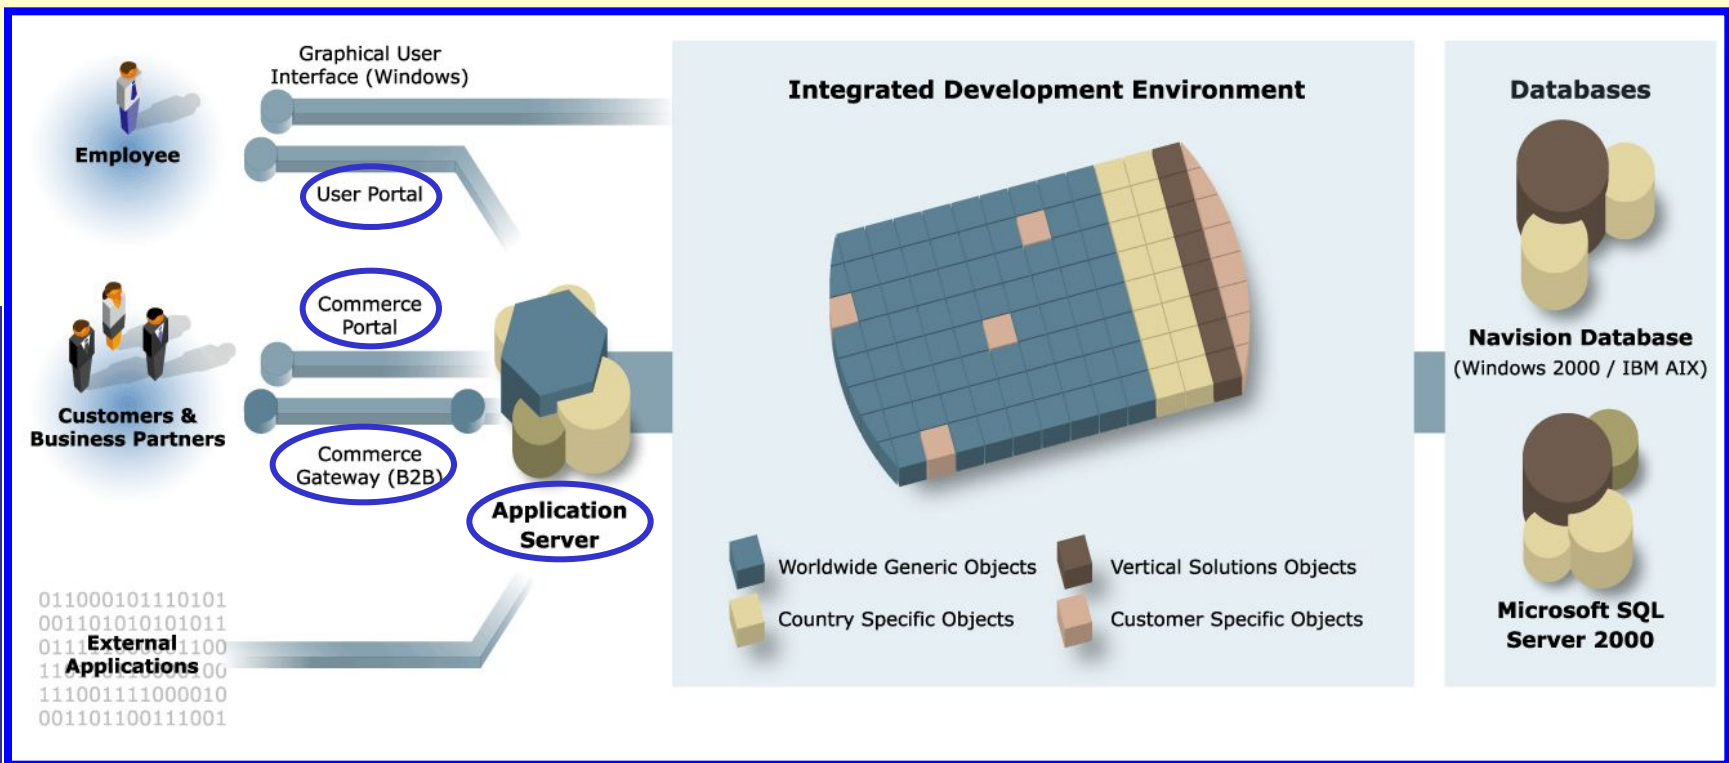 Graphical User
Interface (Windows)
Employee
User Portal
Commerce
Portal
Customers &
Business Partners
Commerce
Gateway (B2B)
Application
Server
011000101110101
001101010101011
External
Applications
111001111000010
001101100111001
Integrated Development Environment
Worldwide Generic Objects
Vertical Solutions Objects
Country Specific Objects
Customer Specific Objects
Databases
Navision Database
(Windows 2000 / IBM AIX)
Microsoft SQL
Server 2000